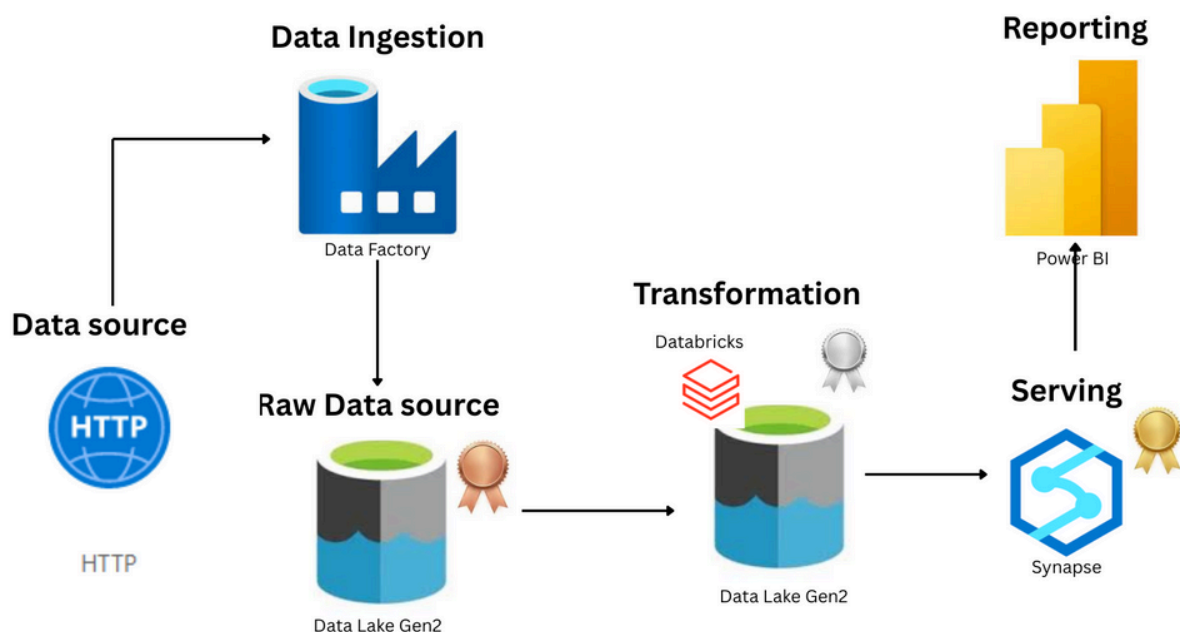 Data Ingestion
Data Factory
Data source
HTTP
HTTP
Raw Data source
Data Lake Gen2
Transformation
Databricks
Data Lake Gen2
Serving
Synapse
Reporting
Power BI